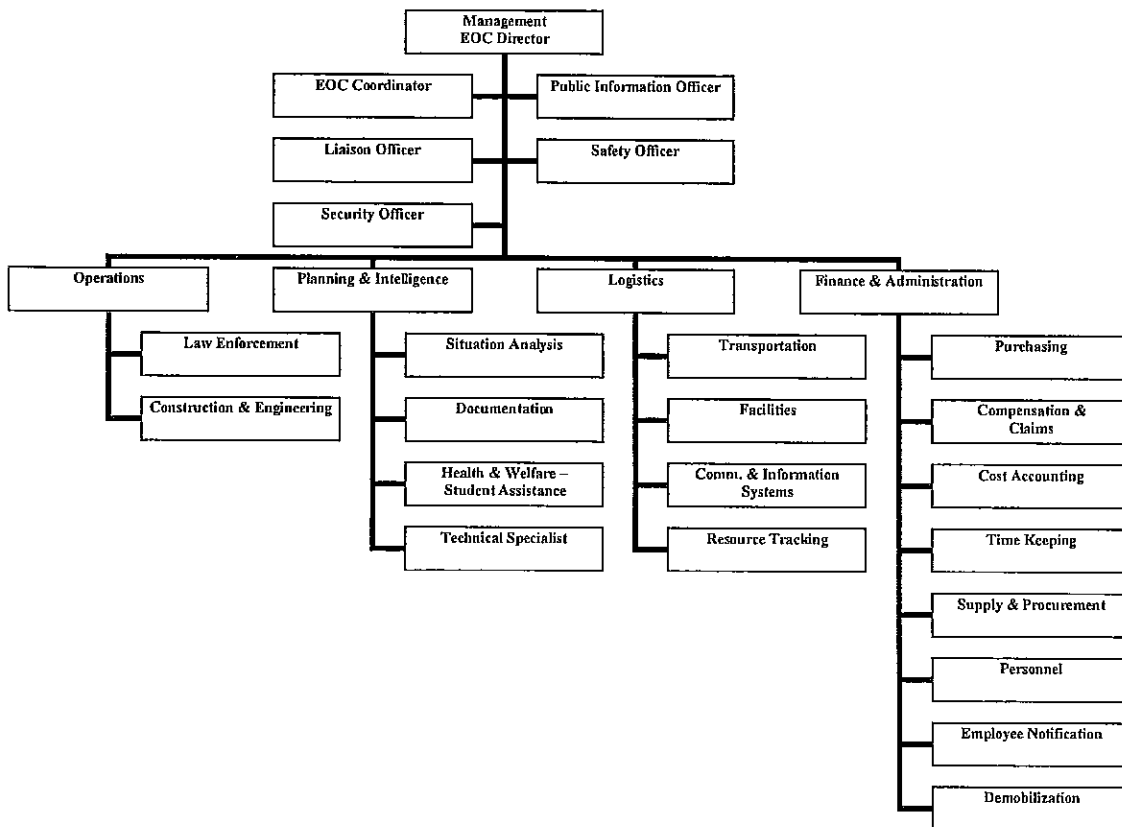 Management
EOC Director
EOC Coordinator
Public Information Officer
Liaison Officer
Safety Officer
Security Officer
Operations
Planning & Intelligence
Logistics
Finance & Administration
Law Enforcement
Construction & Engineering
Situation Analysis
Documentation
Health & Welfare –
Student Assistance
Technical Specialist
Transportation
Facilities
Comm. & Information
Systems
Resource Tracking
Purchasing
Compensation &
Claims
Cost Accounting
Time Keeping
Supply & Procurement
Personnel
Employee Notification
Demobilization